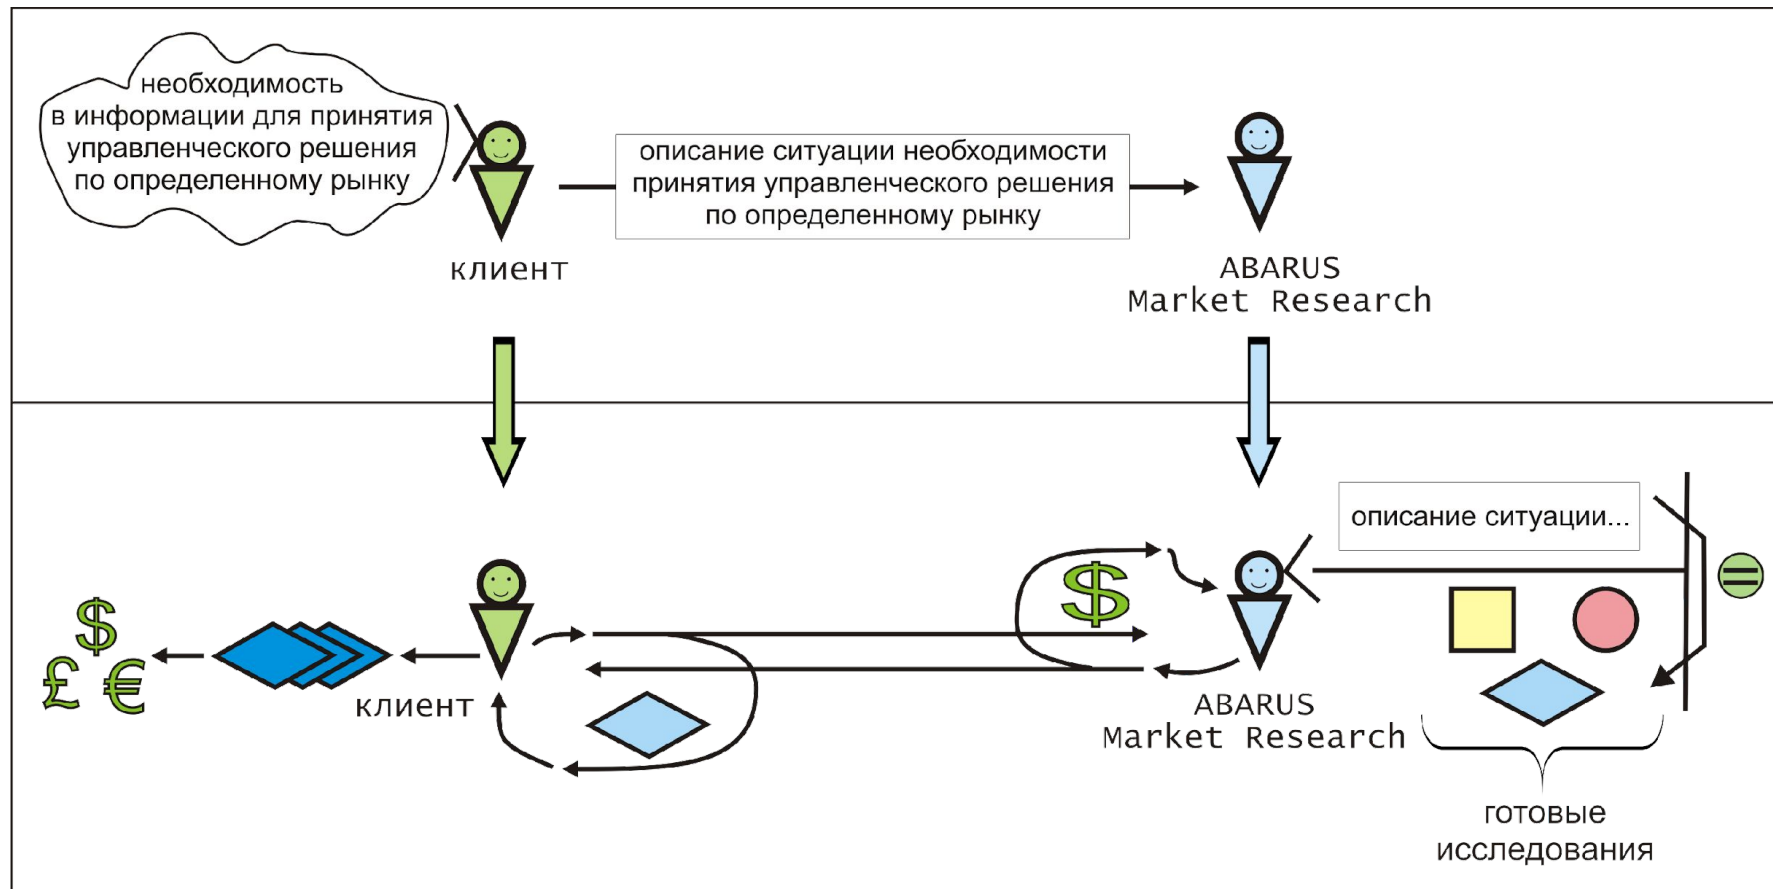 необходимость
в информации для принятия
управленческого решения
по определенному рынку
описание ситуации необходимости
принятия управленческого решения
по определенному рынку
клиент
ABARUS
Market Research
описание ситуации...
$
=
$
£ €
клиент
ABARUS
Market Research
готовые
исследования